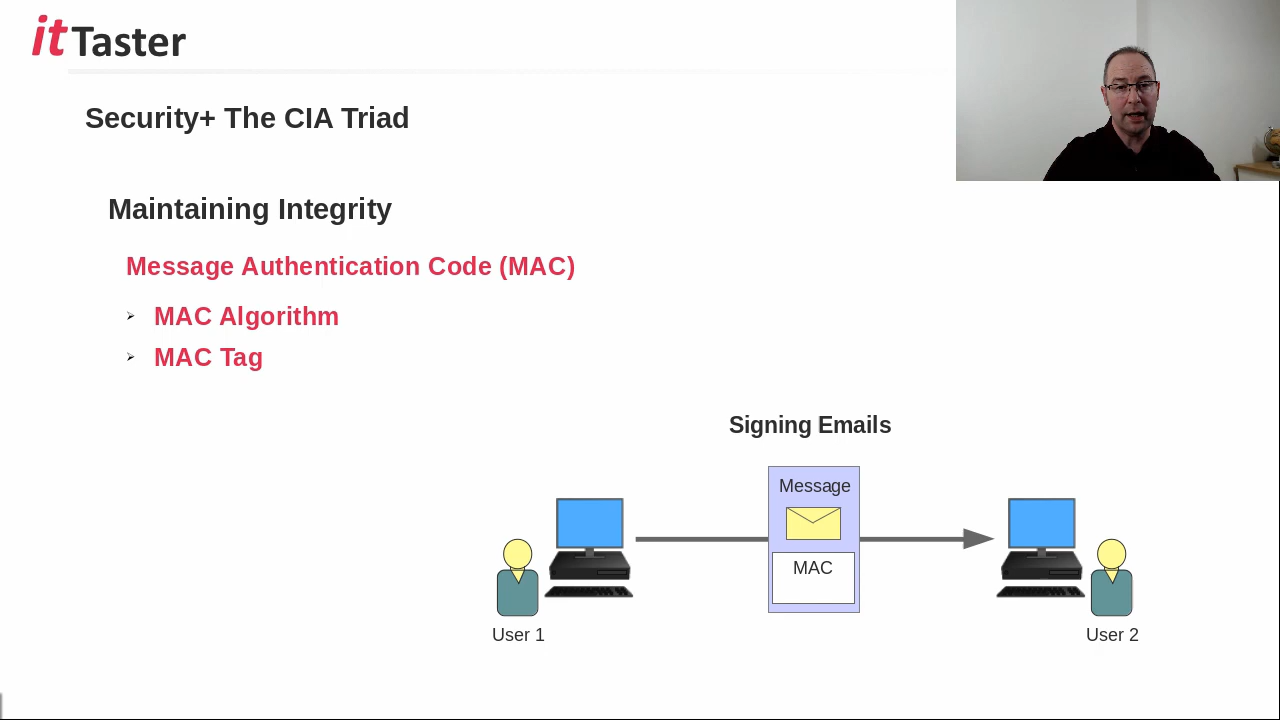 itTaster
Security+ The CIA Triad
Maintaining Integrity
Message Authentication Code (MAC)
MAC Algorithm
MAC Tag
Signing Emails
Message
MAC
User 1
User 2